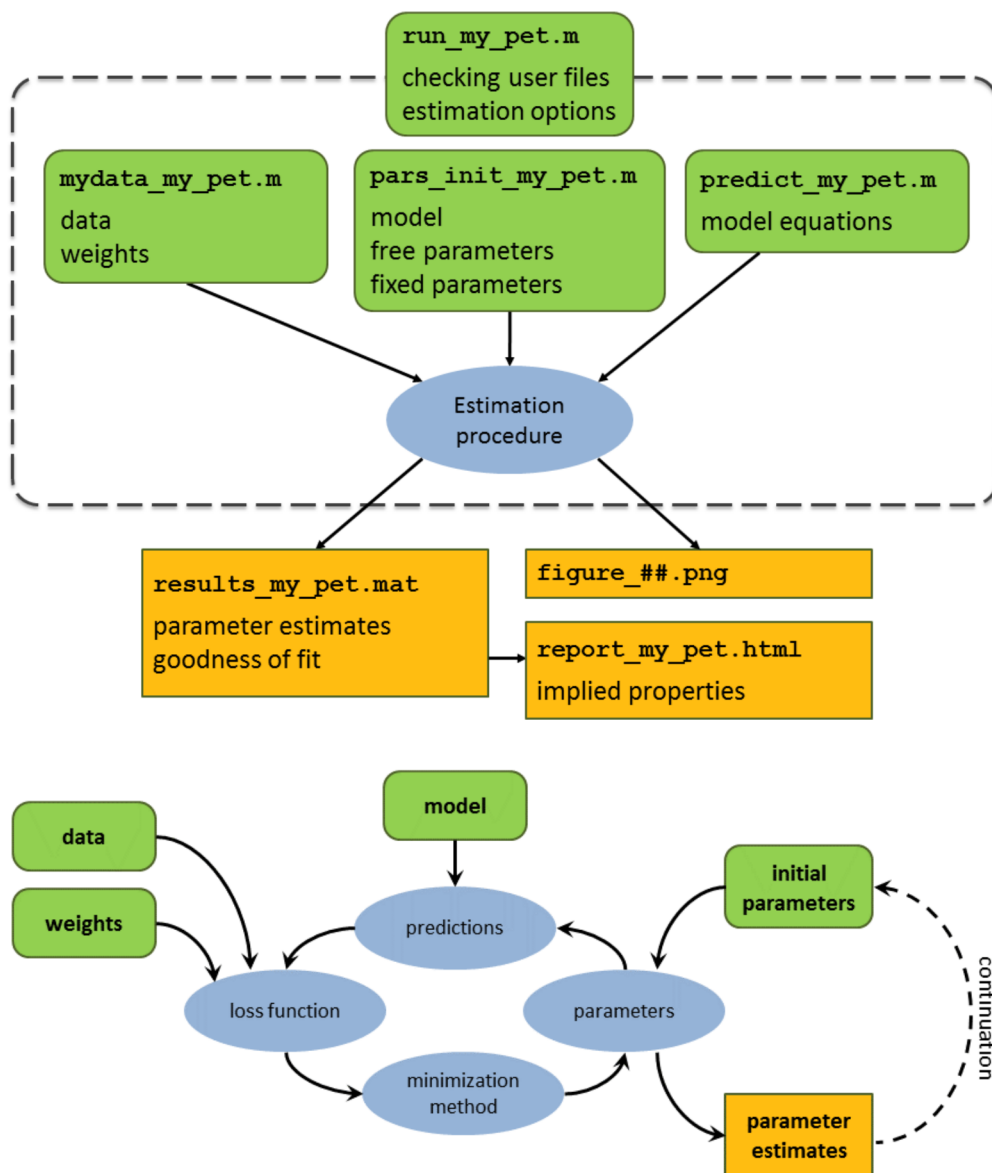 run_my_pet.m
checking user files
estimation options
mydata_my_pet.m
data
weights
pars_init_my_pet.m
model
free parameters
fixed parameters
predict_my_pet.m
model equations
Estimation
procedure
results_my_pet.mat
parameter estimates
goodness of fit
figure_##.png
report_my_pet.html
implied properties
model
data
weights
initial
parameters
predictions
loss function
parameters
minimization
method
parameter
estimates
continuation